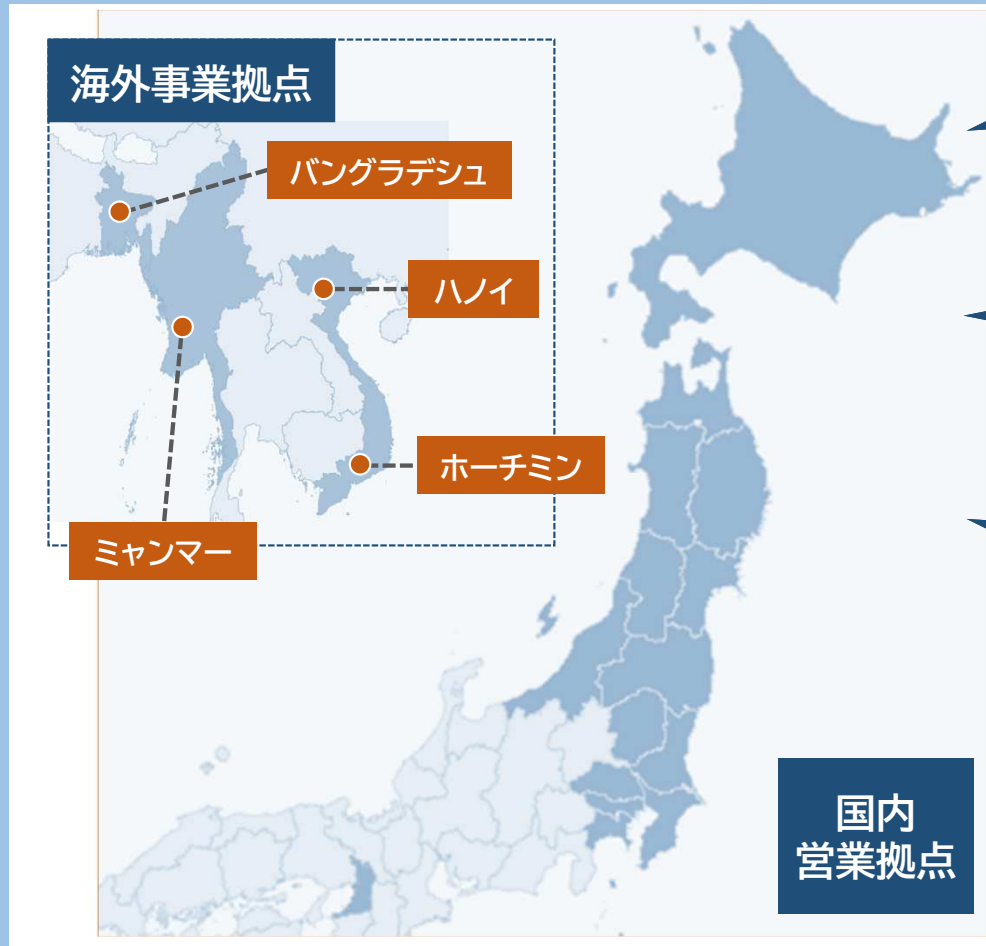 海外事業拠点
バングラデシュ
ハノイ
ホーチミン
ミャンマー
国内
営業拠点